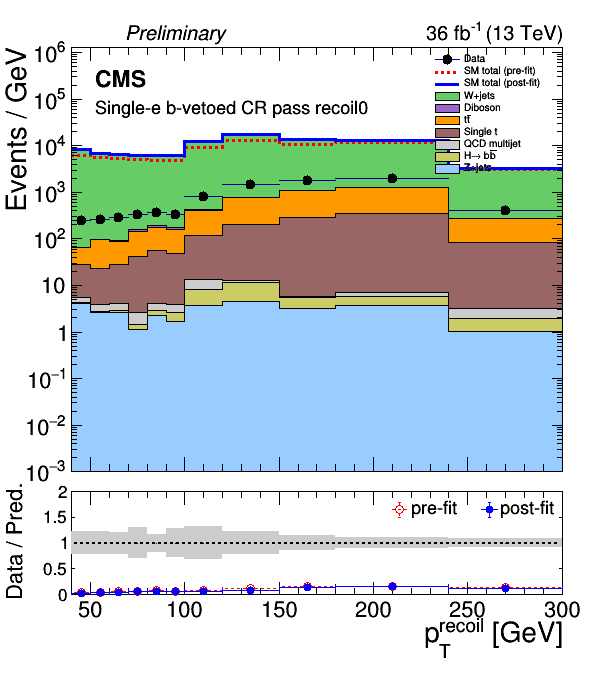 Preliminary 36 fb⁻¹ (13 TeV)
10⁶
10⁵
10⁴
10³
10²
10
1
10⁻¹
10⁻²
10⁻³
Events / GeV
CMS
Single-e b-vetoed CR pass recoil0
Data
SM total (pre-fit)
SM total (post-fit)
W+jets
Diboson
tt̅
Single t
QCD multijet
H→ bb̅
Z+jets
2
1.5
1
0.5
0
Data / Pred.
pre-fit post-fit
50 100 150 200 250 300
p_T^recoil [GeV]